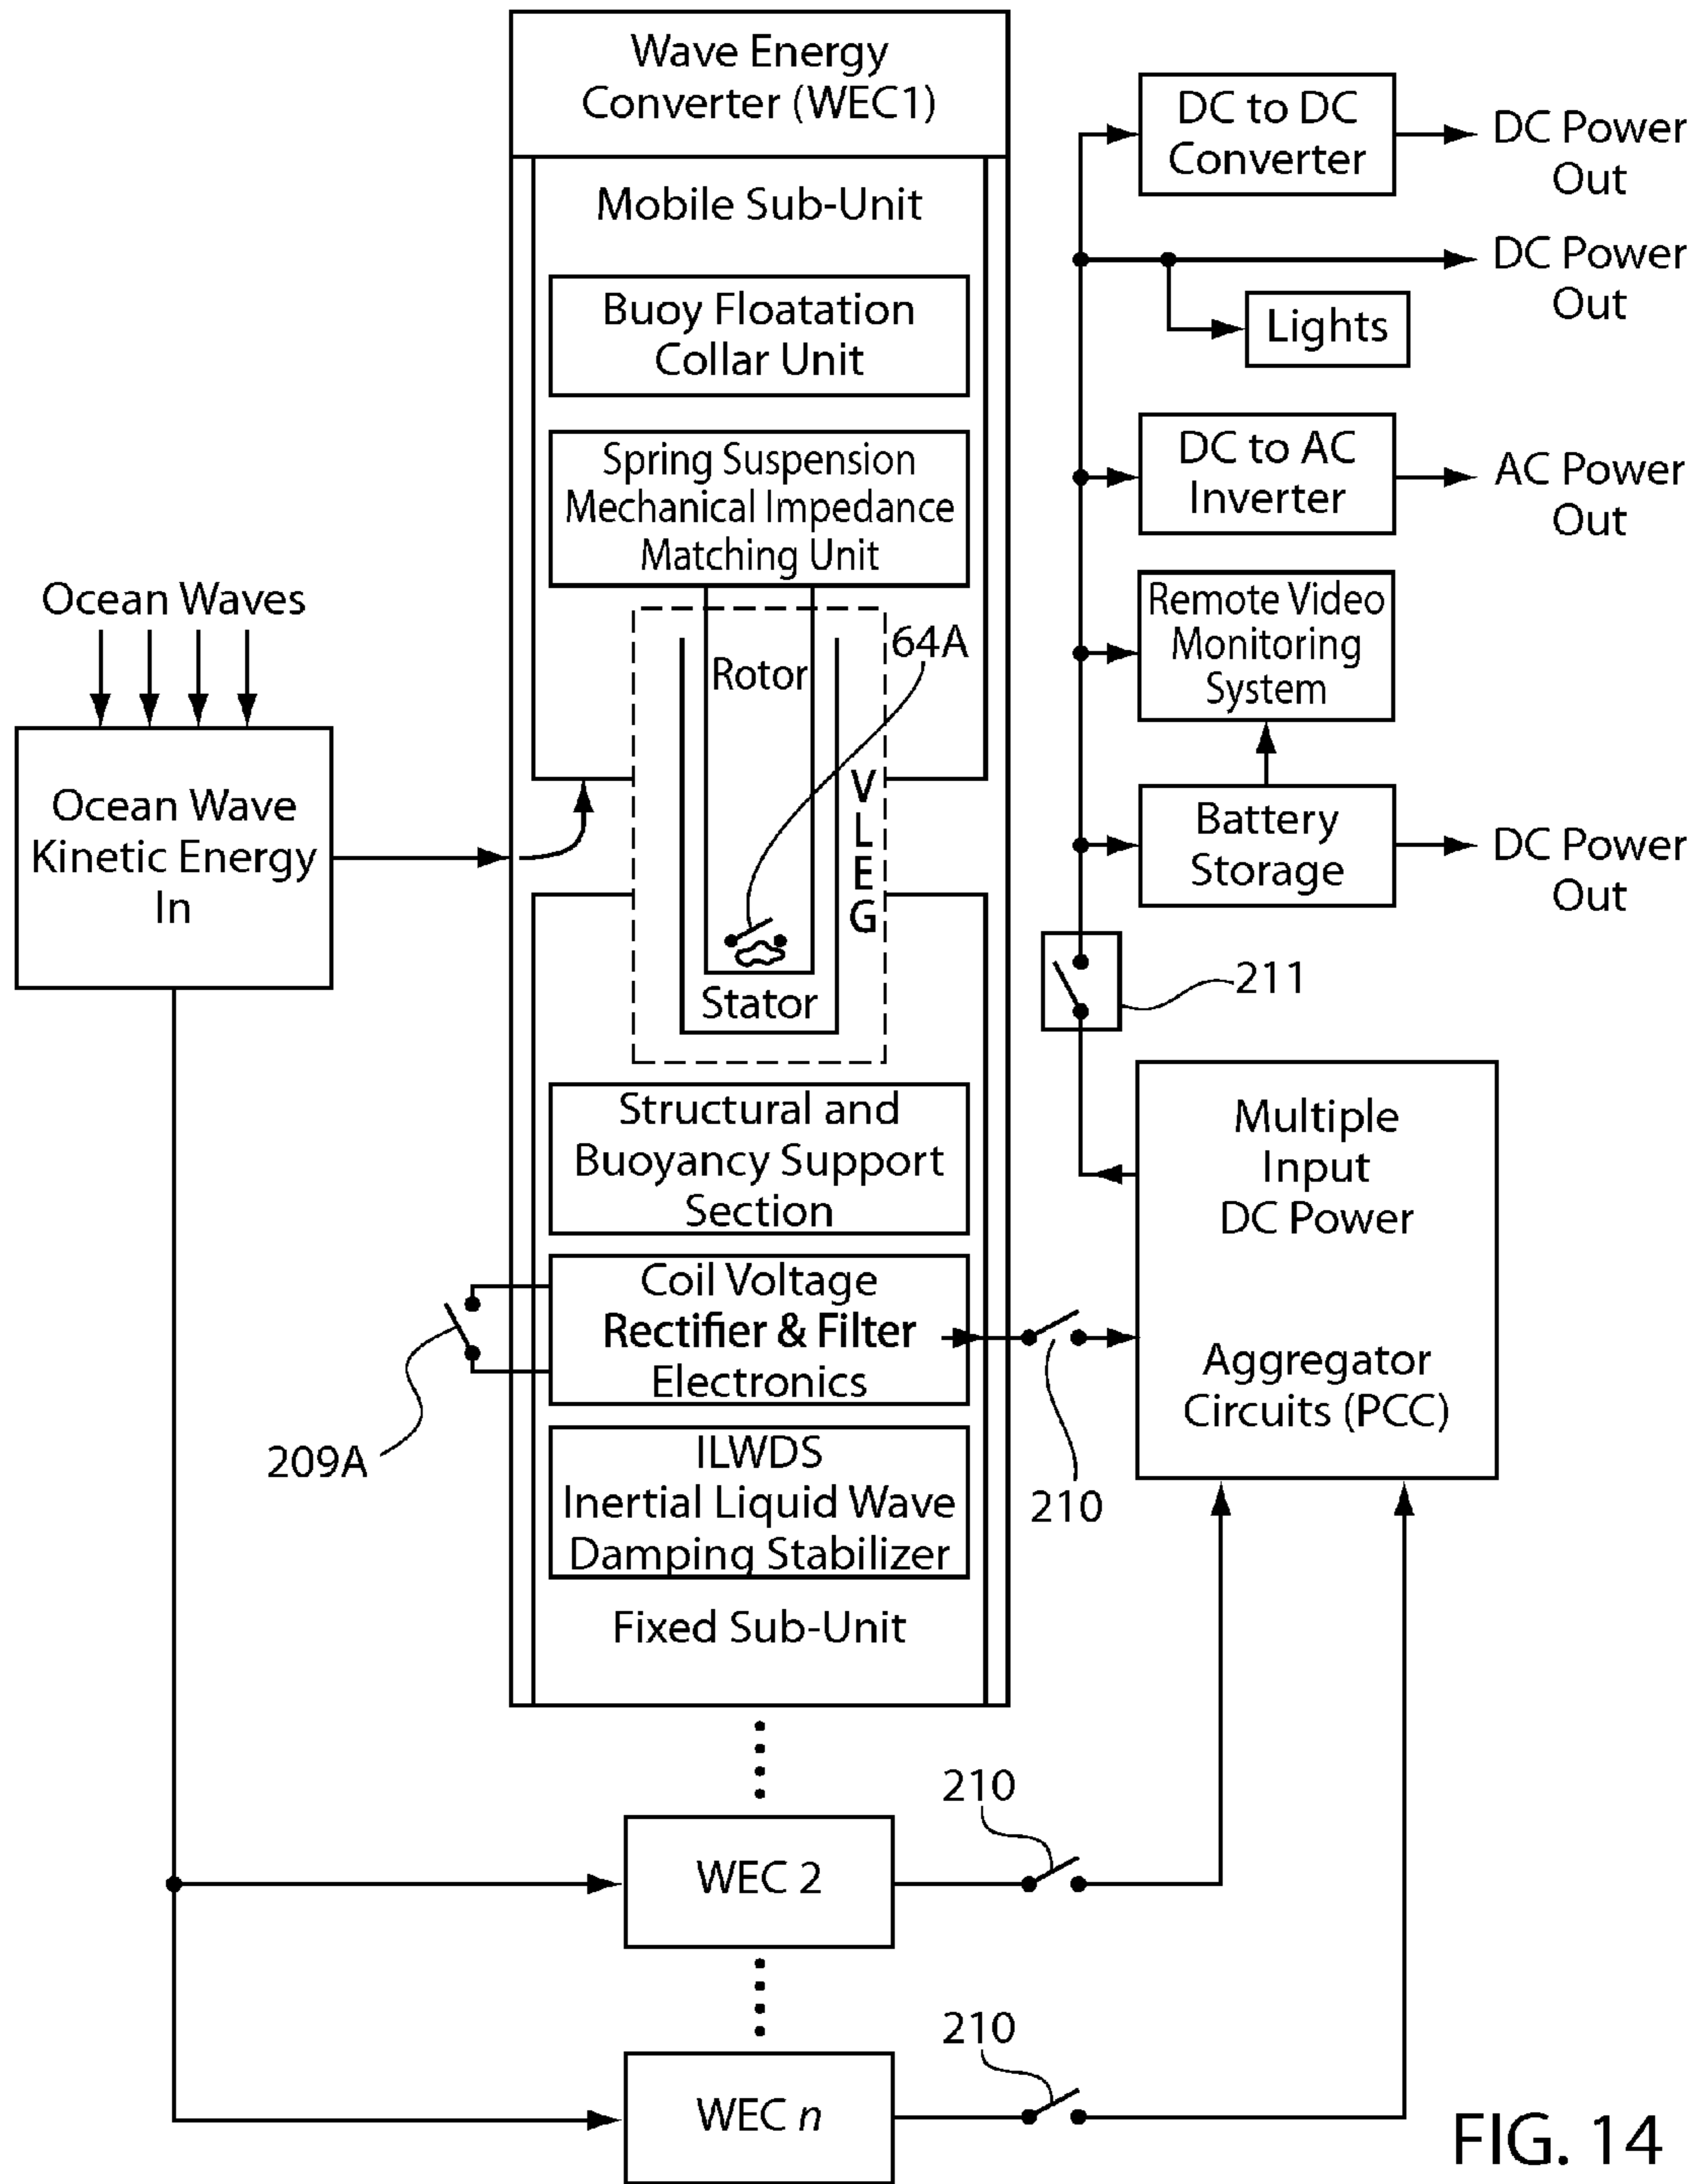 Wave Energy
Converter (WEC1)
Mobile Sub-Unit
Buoy Floatation
Collar Unit
Spring Suspension
Mechanical Impedance
Matching Unit
Ocean Waves
Ocean Wave
Kinetic Energy
In
Rotor
64A
V
L
E
G
Stator
Structural and
Buoyancy Support
Section
Coil Voltage
Rectifier & Filter
Electronics
209A
ILWDS
Inertial Liquid Wave
Damping Stabilizer
Fixed Sub-Unit
DC to DC
Converter
DC Power
Out
DC Power
Out
Lights
DC to AC
Inverter
AC Power
Out
Remote Video
Monitoring
System
Battery
Storage
DC Power
Out
211
Multiple
Input
DC Power
Aggregator
Circuits (PCC)
210
210
WEC 2
210
WEC n
FIG. 14